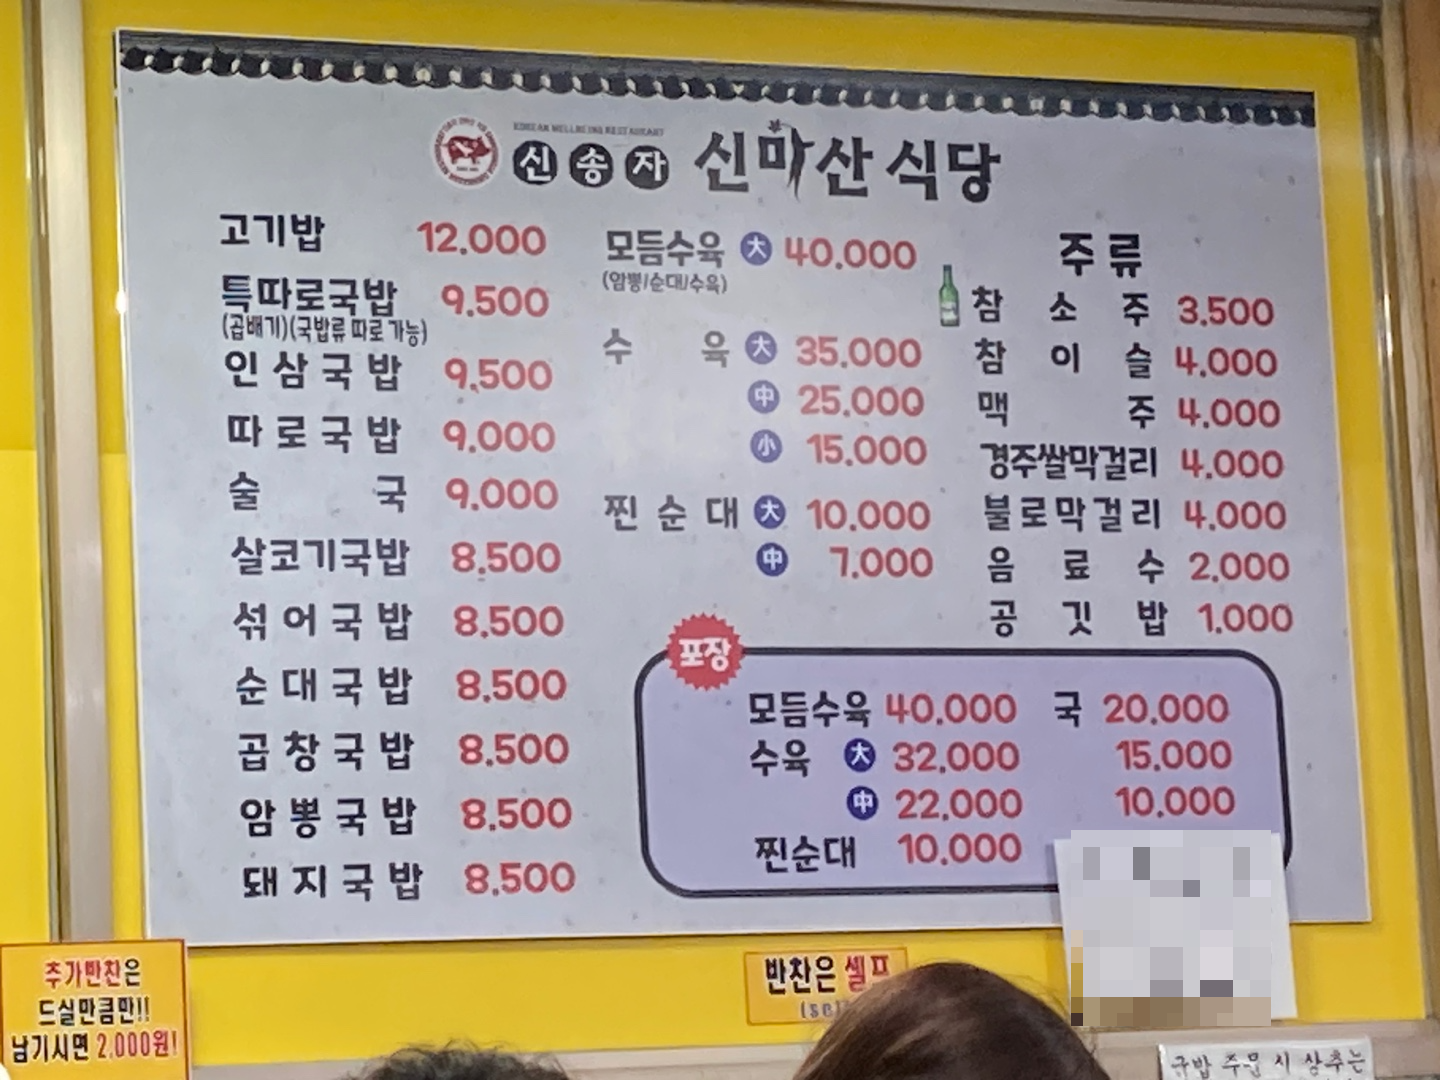 KOREAN WELLBEING RESTAURANT
신송자 신마산식당
고기밥 12.000
특따로국밥 9.500
(곱배기)(국밥류 따로 가능)
인삼국밥 9.500
따로국밥 9.000
술국 9.000
살코기국밥 8.500
섞어국밥 8.500
순대국밥 8.500
곱창국밥 8.500
암뽕국밥 8.500
돼지국밥 8.500
모듬수육 大 40.000
(암뽕/순대/수육)
수육 大 35.000
中 25.000
小 15.000
찐순대 大 10.000
中 7.000
주류
참소주 3.500
참이슬 4.000
맥주 4.000
경주쌀막걸리 4.000
불로막걸리 4.000
음료수 2.000
공깃밥 1.000
포장
모듬수육 40.000 국 20.000
수육 大 32.000 15.000
中 22.000 10.000
찐순대 10.000
추가반찬은
드실만큼만!!
남기시면 2.000원!
반찬은 셀프
국밥 주문 시 상추는